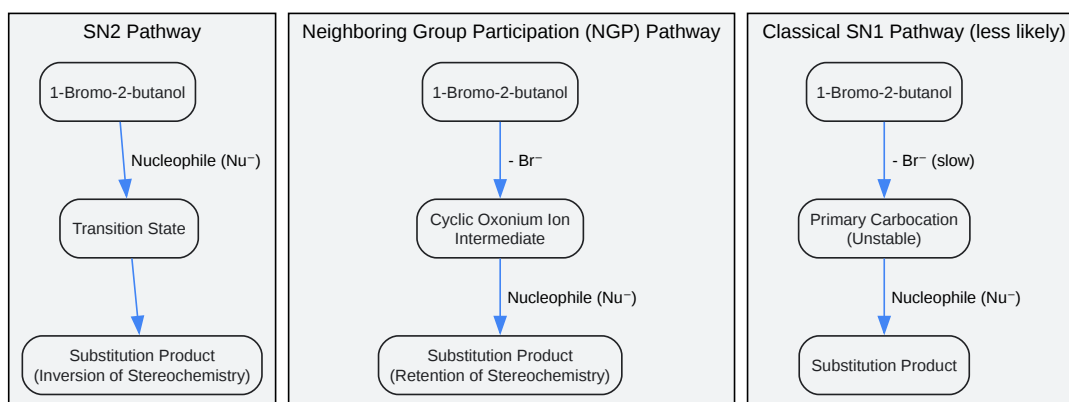 SN2 Pathway
1-Bromo-2-butanol
Nucleophile (Nu⁻)
Transition State
Substitution Product
(Inversion of Stereochemistry)
Neighboring Group Participation (NGP) Pathway
1-Bromo-2-butanol
- Br⁻
Cyclic Oxonium Ion
Intermediate
Nucleophile (Nu⁻)
Substitution Product
(Retention of Stereochemistry)
Classical SN1 Pathway (less likely)
1-Bromo-2-butanol
- Br⁻ (slow)
Primary Carbocation
(Unstable)
Nucleophile (Nu⁻)
Substitution Product